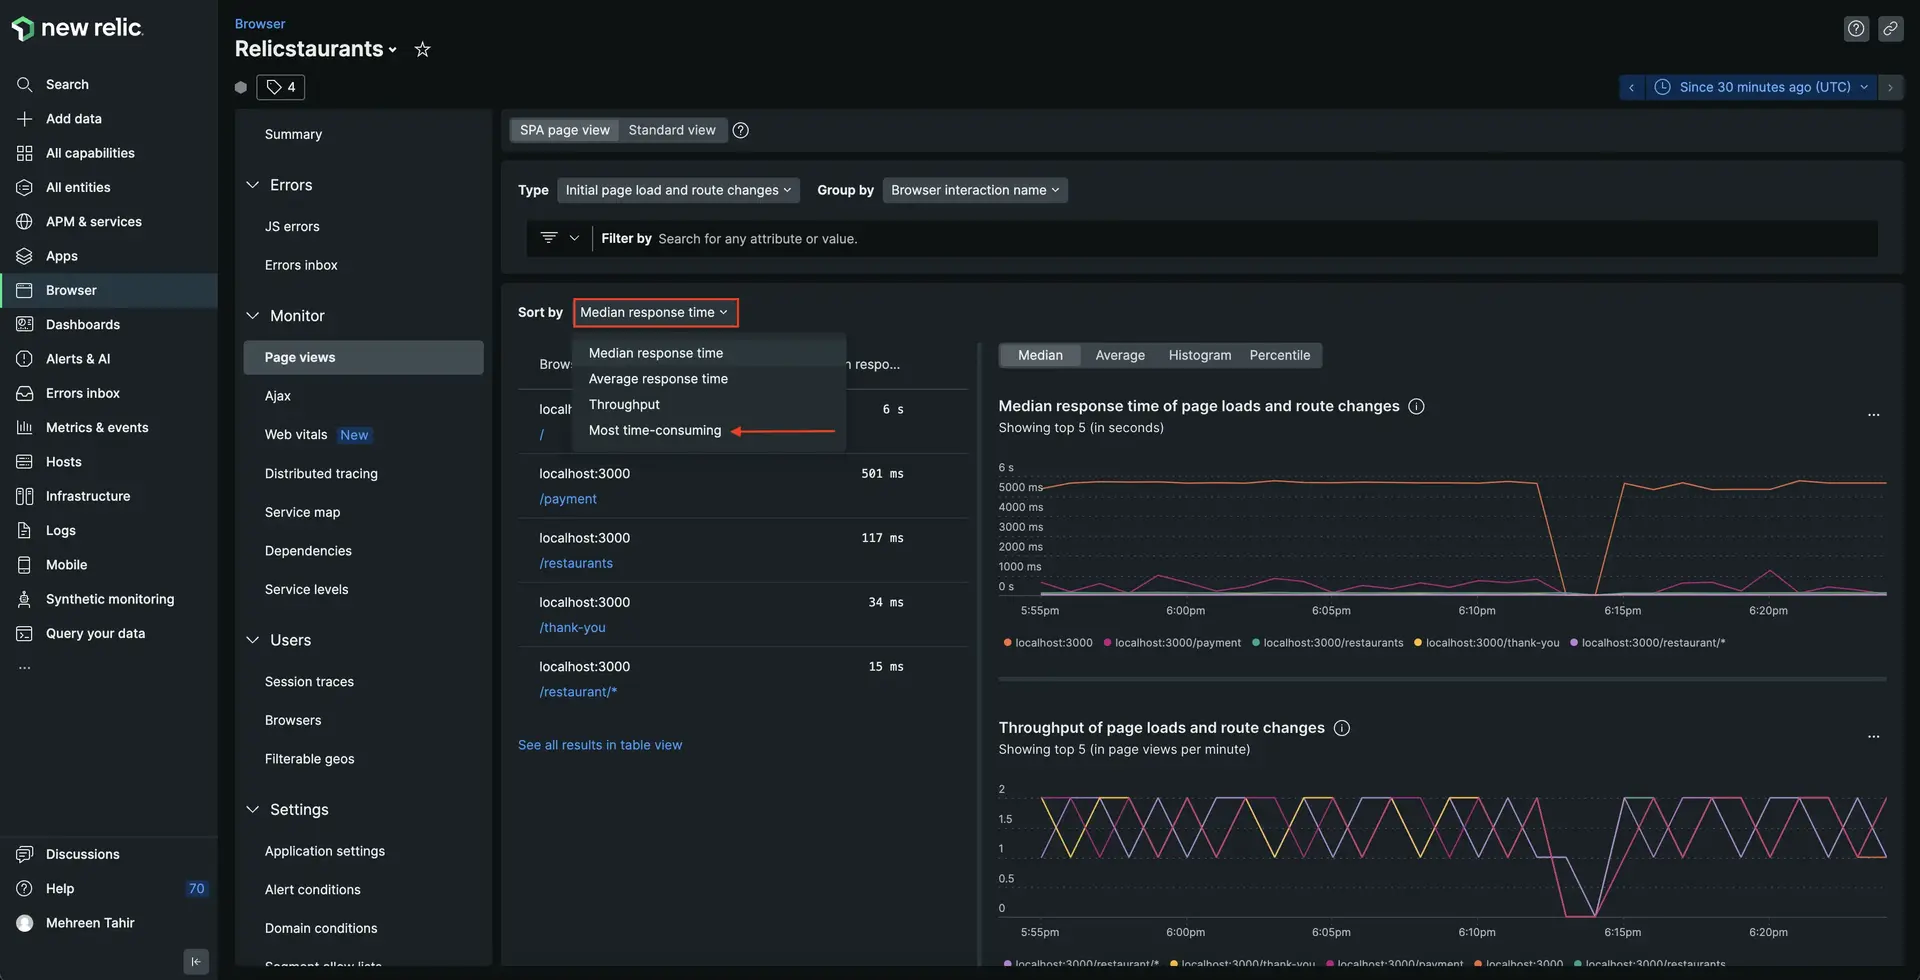 new relic.
Search
Add data
All capabilities
All entities
APM & services
Apps
Browser
Dashboards
Alerts & AI
Errors inbox
Metrics & events
Hosts
Infrastructure
Logs
Mobile
Synthetic monitoring
Query your data
...
Discussions
Help 70
Mehreen Tahir
Browser
Relicstaurants
4
Since 30 minutes ago (UTC)
Summary
Errors
JS errors
Errors inbox
Monitor
Page views
Ajax
Web vitals New
Distributed tracing
Service map
Dependencies
Service levels
Users
Session traces
Browsers
Filterable geos
Settings
Application settings
Alert conditions
Domain conditions
Segment allow lists
SPA page view Standard view
Type Initial page load and route changes Group by Browser interaction name
Filter by Search for any attribute or value.
Sort by Median response time
Median response time
Average response time
Throughput
Most time-consuming
Brows n respo...
localh 6 s
/
localhost:3000 501 ms
/payment
localhost:3000 117 ms
/restaurants
localhost:3000 34 ms
/thank-you
localhost:3000 15 ms
/restaurant/*
See all results in table view
Median Average Histogram Percentile
Median response time of page loads and route changes
Showing top 5 (in seconds)
...
6 s
5000 ms
4000 ms
3000 ms
2000 ms
1000 ms
0 s
5:55pm 6:00pm 6:05pm 6:10pm 6:15pm 6:20pm
localhost:3000 localhost:3000/payment localhost:3000/restaurants localhost:3000/thank-you localhost:3000/restaurant/*
Throughput of page loads and route changes
Showing top 5 (in page views per minute)
...
2
1.5
1
0.5
0
5:55pm 6:00pm 6:05pm 6:10pm 6:15pm 6:20pm
localhost:3000/restaurant/* localhost:3000/thank-you localhost:3000/payment localhost:3000 localhost:3000/restaurants